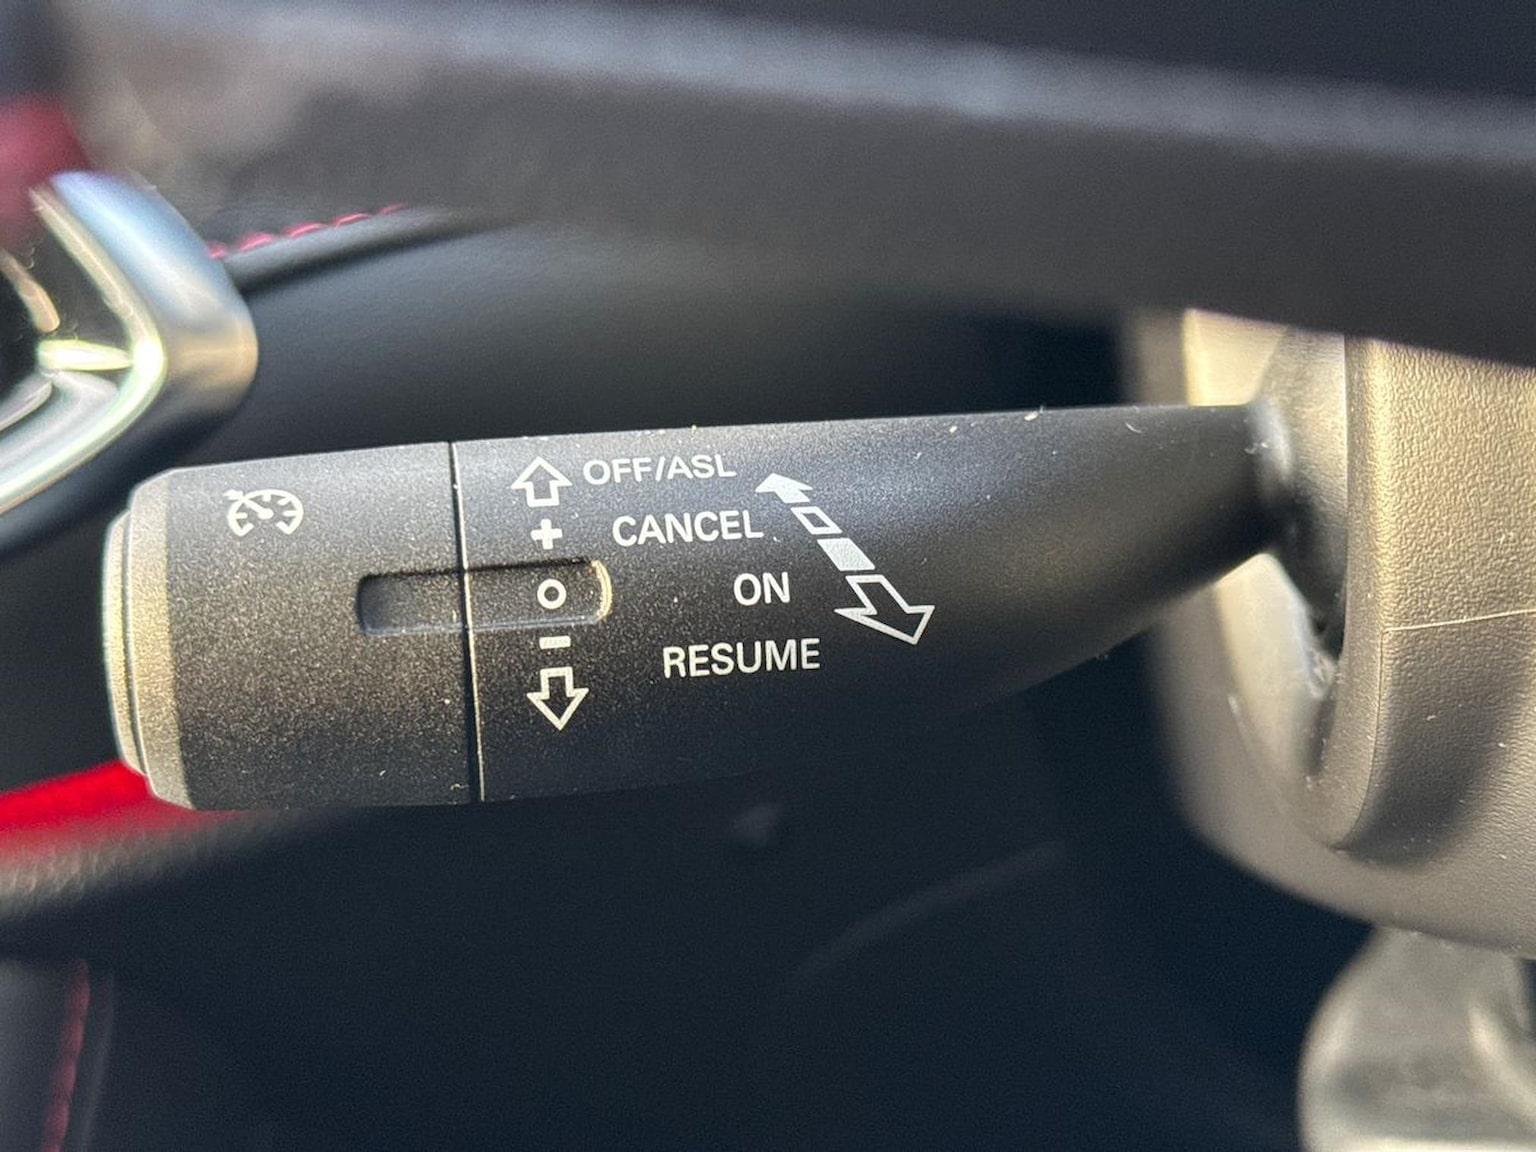 OFF/ASL
+ CANCEL
O ON
- RESUME